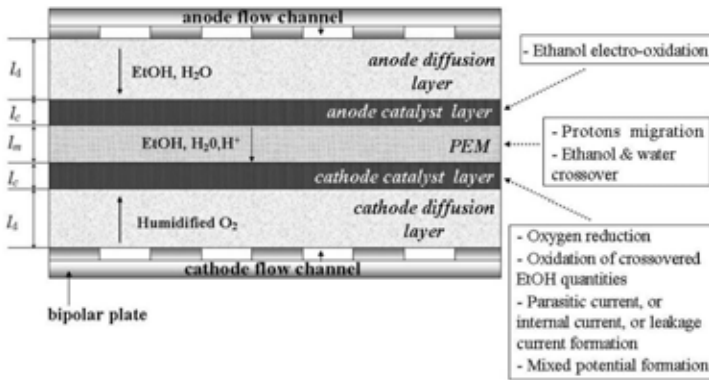 anode flow channel
l_d
EtOH, H₂O
anode diffusion
layer
l_c
anode catalyst layer
l_m
EtOH, H₂0,H⁺
PEM
l_c
cathode catalyst layer
l_d
Humidified O₂
cathode diffusion
layer
cathode flow channel
bipolar plate
- Ethanol electro-oxidation
- Protons migration
- Ethanol & water
crossover
- Oxygen reduction
- Oxidation of crossovered
EtOH quantities
- Parasitic current, or
internal current, or leakage
current formation
- Mixed potential formation